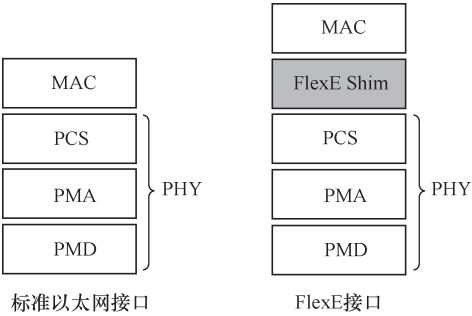 MAC
PCS
PMA
PMD
PHY
标准以太网接口
MAC
FlexE Shim
PCS
PMA
PMD
PHY
FlexE接口